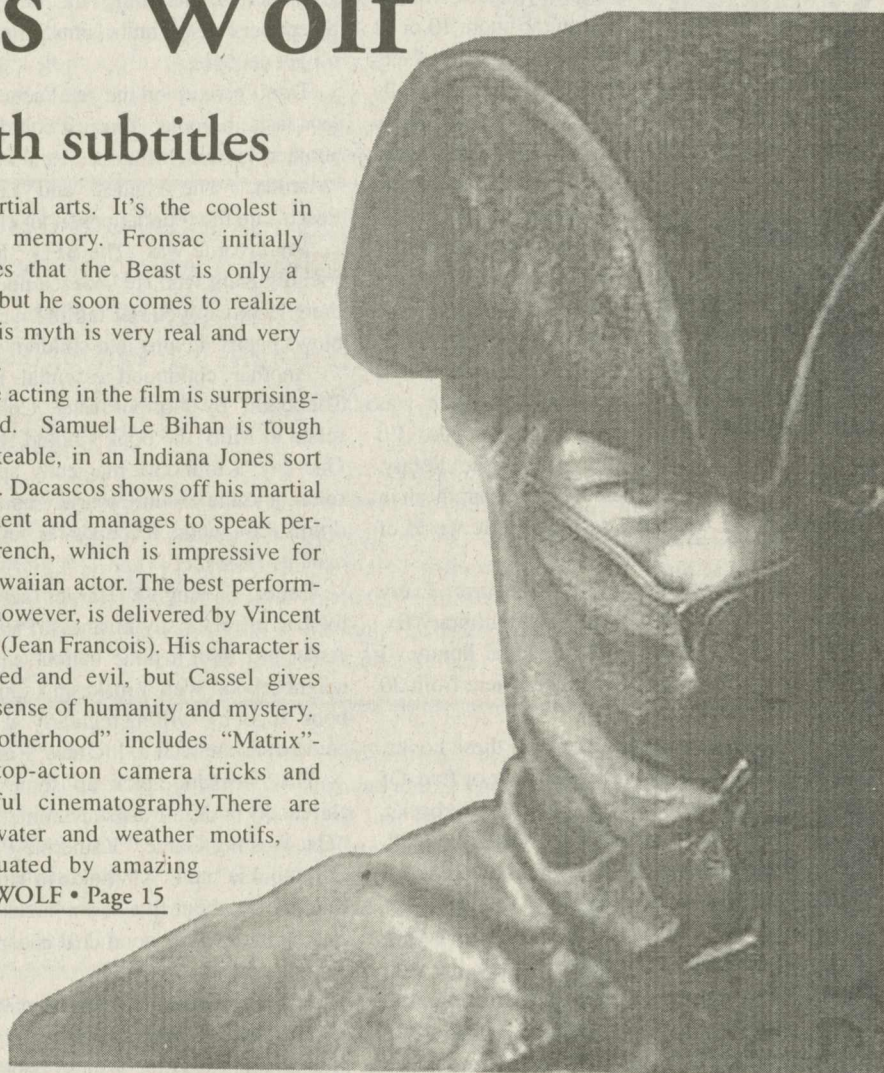 s Wolf
th subtitles
rtial arts. It's the coolest in
memory. Fronsac initially
es that the Beast is only a
but he soon comes to realize
is myth is very real and very
acting in the film is surprising-
d. Samuel Le Bihan is tough
eable, in an Indiana Jones sort
. Dacascos shows off his martial
ent and manages to speak per-
rench, which is impressive for
waiian actor. The best perform-
owever, is delivered by Vincent
(Jean Francois). His character is
ed and evil, but Cassel gives
sense of humanity and mystery.
otherhood" includes “Matrix”-
top-action camera tricks and
ful cinematography.There are
water and weather motifs,
uated by amazing
WOLF • Page 15